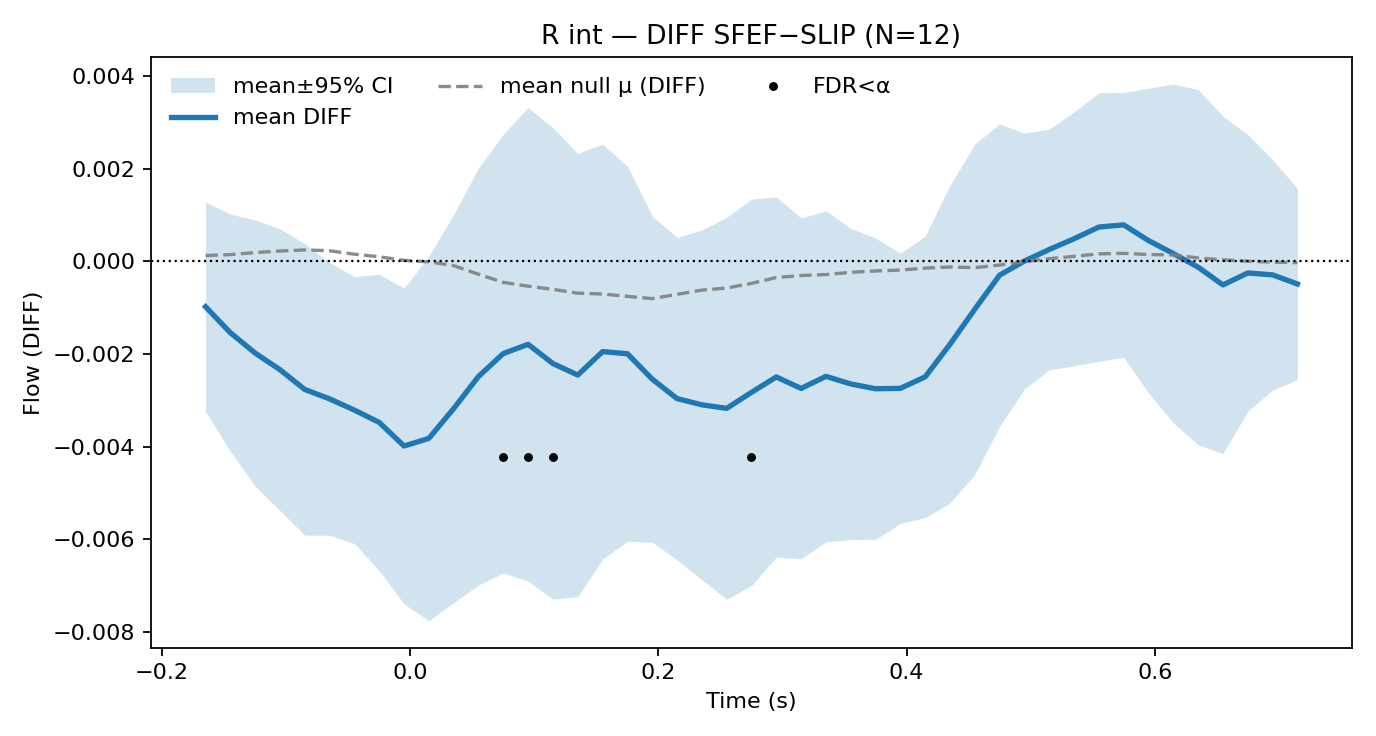 R int — DIFF SFEF−SLIP (N=12)
mean±95% CI
mean DIFF
mean null μ (DIFF)
FDR<α
Flow (DIFF)
0.004
0.002
0.000
−0.002
−0.004
−0.006
−0.008
−0.2
0.0
0.2
0.4
0.6
Time (s)